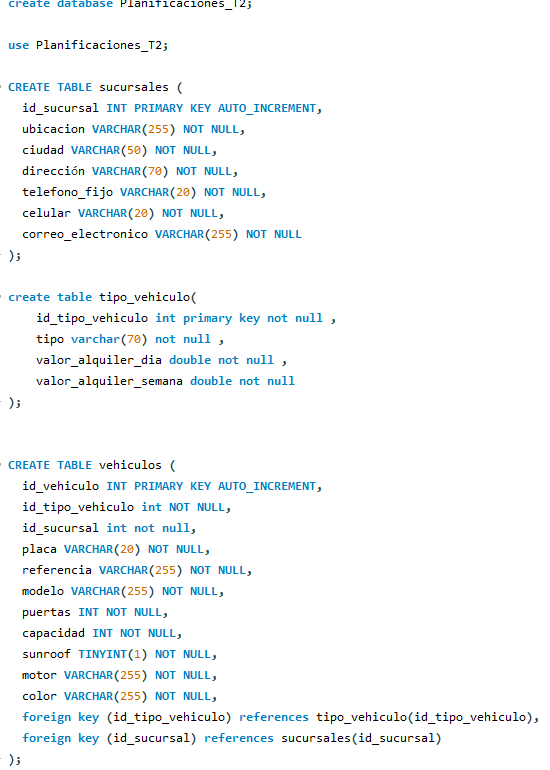 create database Planificaciones_T2;
use Planificaciones_T2;
CREATE TABLE sucursales (
id_sucursal INT PRIMARY KEY AUTO_INCREMENT,
ubicacion VARCHAR(255) NOT NULL,
ciudad VARCHAR(50) NOT NULL,
dirección VARCHAR(70) NOT NULL,
telefono_fijo VARCHAR(20) NOT NULL,
celular VARCHAR(20) NOT NULL,
correo_electronico VARCHAR(255) NOT NULL
);
create table tipo_vehiculo(
id_tipo_vehiculo int primary key not null ,
tipo varchar(70) not null ,
valor_alquiler_dia double not null ,
valor_alquiler_semana double not null
);
CREATE TABLE vehiculos (
id_vehiculo INT PRIMARY KEY AUTO_INCREMENT,
id_tipo_vehiculo int NOT NULL,
id_sucursal int not null,
placa VARCHAR(20) NOT NULL,
referencia VARCHAR(255) NOT NULL,
modelo VARCHAR(255) NOT NULL,
puertas INT NOT NULL,
capacidad INT NOT NULL,
sunroof TINYINT(1) NOT NULL,
motor VARCHAR(255) NOT NULL,
color VARCHAR(255) NOT NULL,
foreign key (id_tipo_vehiculo) references tipo_vehiculo(id_tipo_vehiculo),
foreign key (id_sucursal) references sucursales(id_sucursal)
);